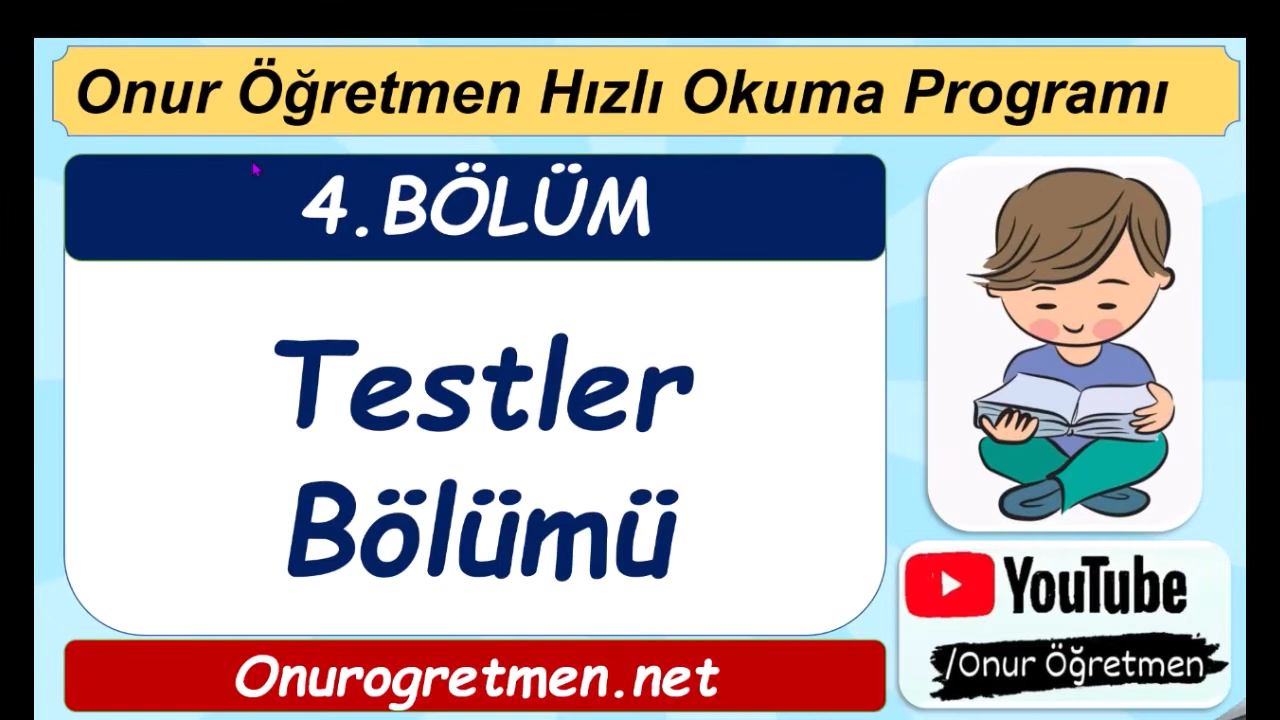 Onur Öğretmen Hızlı Okuma Programı
4.BÖLÜM
Testler
Bölümü
Onurogretmen.net
YouTube
/Onur Öğretmen